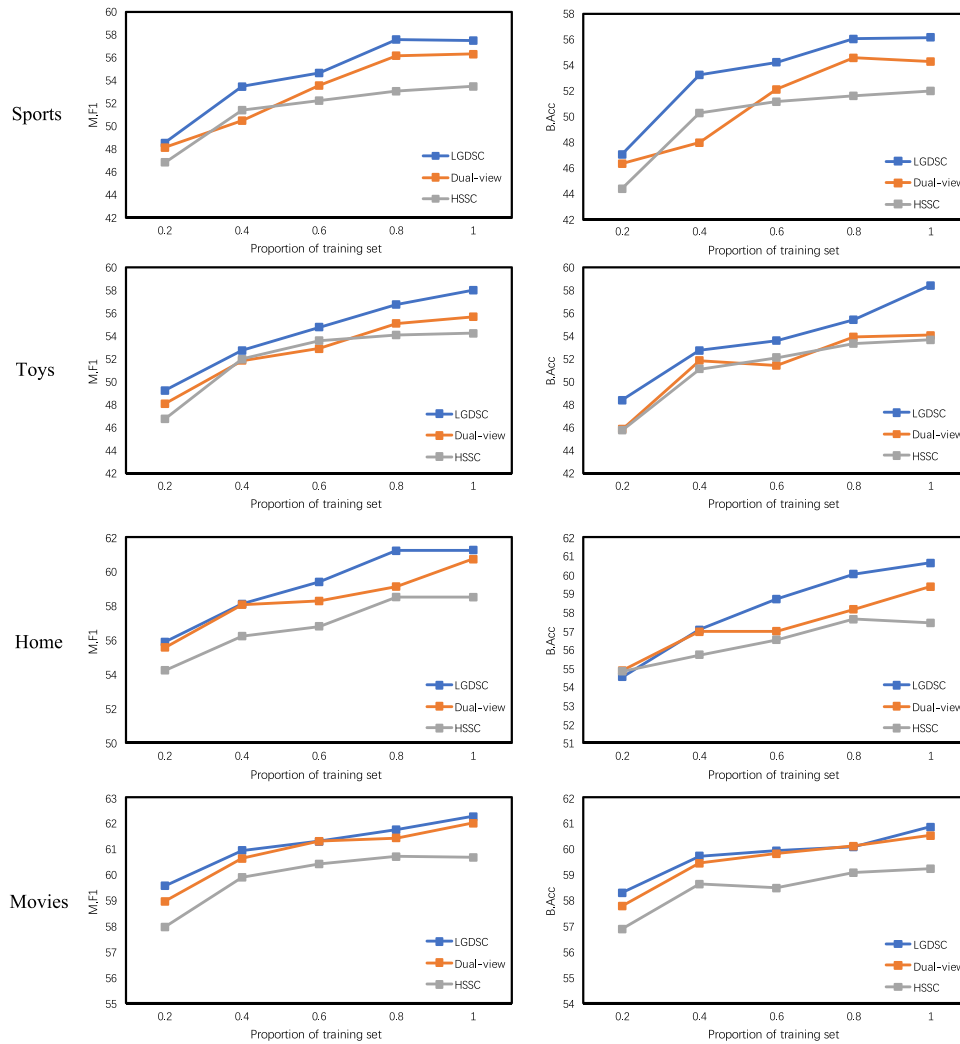 Sports
60
58
56
54
52
50
48
46
44
42
M.F1
0.2 0.4 0.6 0.8 1
Proportion of training set
LGDSC
Dual-view
HSSC
58
56
54
52
50
48
46
44
42
B.Acc
0.2 0.4 0.6 0.8 1
Proportion of training set
LGDSC
Dual-view
HSSC
Toys
60
58
56
54
52
50
48
46
44
42
M.F1
0.2 0.4 0.6 0.8 1
Proportion of training set
LGDSC
Dual-view
HSSC
60
58
56
54
52
50
48
46
44
42
B.Acc
0.2 0.4 0.6 0.8 1
Proportion of training set
LGDSC
Dual-view
HSSC
Home
62
60
58
56
54
52
50
M.F1
0.2 0.4 0.6 0.8 1
Proportion of training set
LGDSC
Dual-view
HSSC
62
61
60
59
58
57
56
55
54
53
52
51
B.Acc
0.2 0.4 0.6 0.8 1
Proportion of training set
LGDSC
Dual-view
HSSC
Movies
63
62
61
60
59
58
57
56
55
M.F1
0.2 0.4 0.6 0.8 1
Proportion of training set
LGDSC
Dual-view
HSSC
62
61
60
59
58
57
56
55
54
B.Acc
0.2 0.4 0.6 0.8 1
Proportion of training set
LGDSC
Dual-view
HSSC